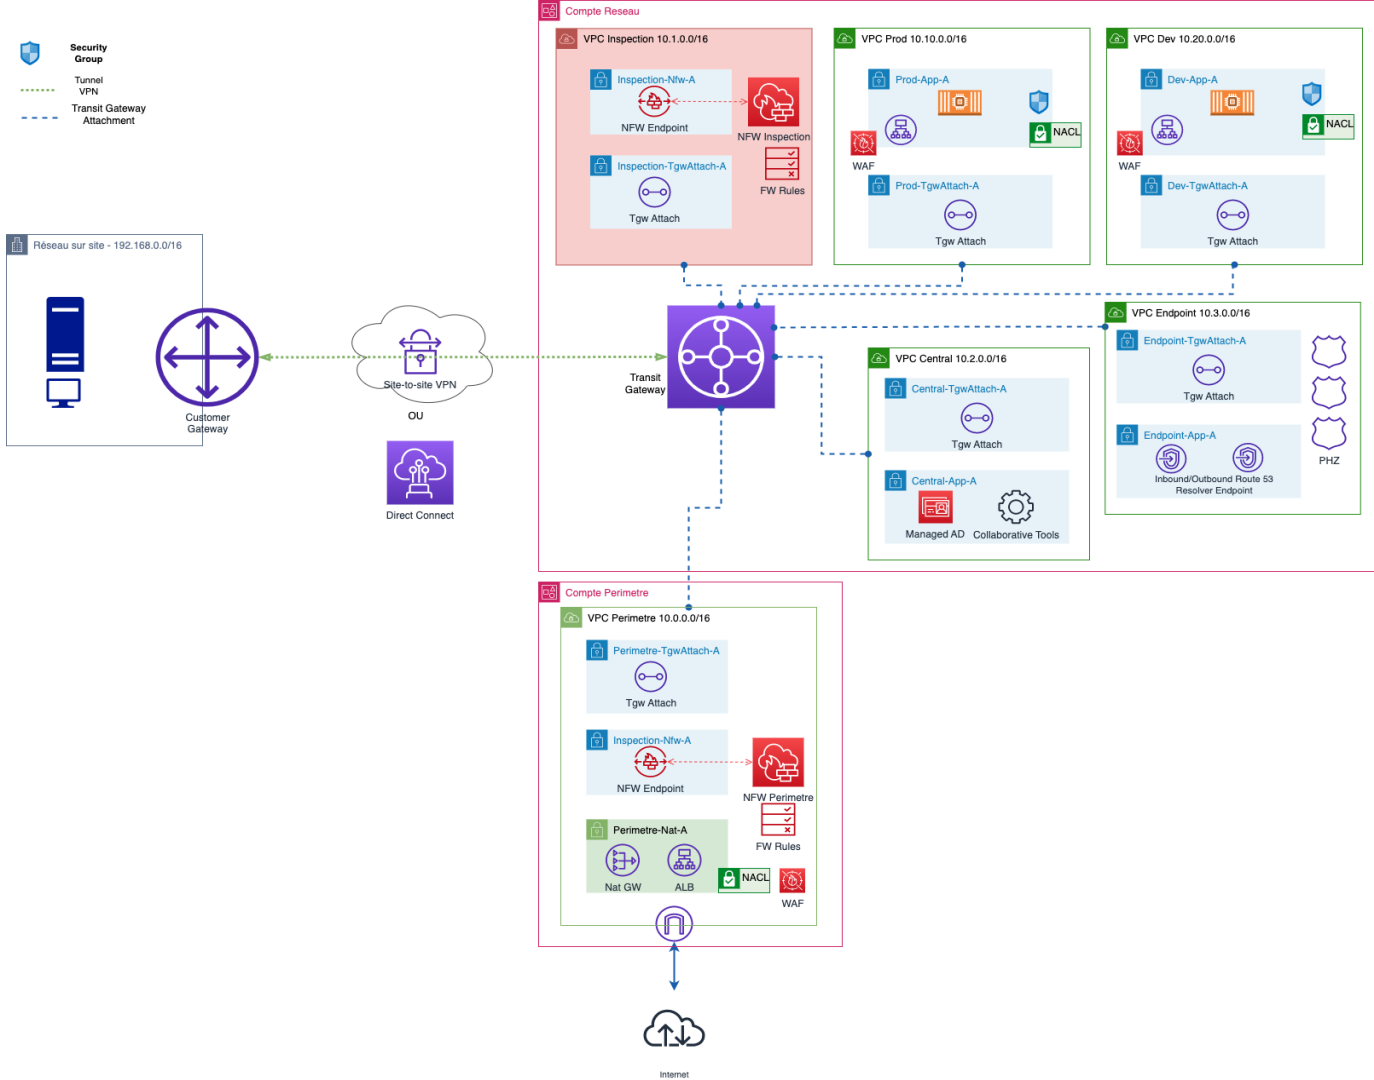 Security
Group
Tunnel
VPN
Transit Gateway
Attachment
Compte Reseau
VPC Inspection 10.1.0.0/16
Inspection-Nfw-A
NFW Endpoint
NFW Inspection
FW Rules
Inspection-TgwAttach-A
Tgw Attach
VPC Prod 10.10.0.0/16
Prod-App-A
WAF
NACL
Prod-TgwAttach-A
Tgw Attach
VPC Dev 10.20.0.0/16
Dev-App-A
WAF
NACL
Dev-TgwAttach-A
Tgw Attach
Réseau sur site - 192.168.0.0/16
Customer
Gateway
Site-to-site VPN
OU
Direct Connect
Transit
Gateway
VPC Central 10.2.0.0/16
Central-TgwAttach-A
Tgw Attach
Central-App-A
Managed AD
Collaborative Tools
VPC Endpoint 10.3.0.0/16
Endpoint-TgwAttach-A
Tgw Attach
Endpoint-App-A
Inbound/Outbound Route 53
Resolver Endpoint
PHZ
Compte Perimetre
VPC Perimetre 10.0.0.0/16
Perimetre-TgwAttach-A
Tgw Attach
Inspection-Nfw-A
NFW Endpoint
NFW Perimetre
FW Rules
Perimetre-Nat-A
Nat GW
ALB
NACL
WAF
Internet